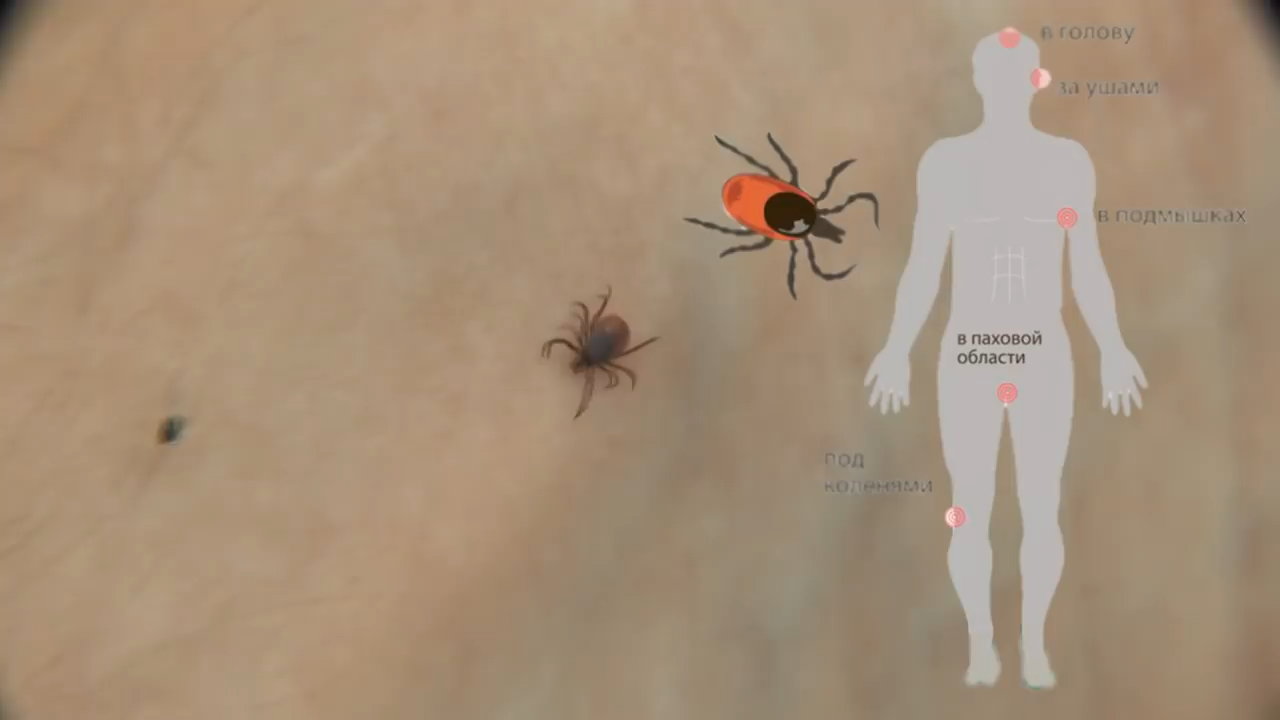 в голову
за ушами
в подмышках
в паховой
области
под
коленями